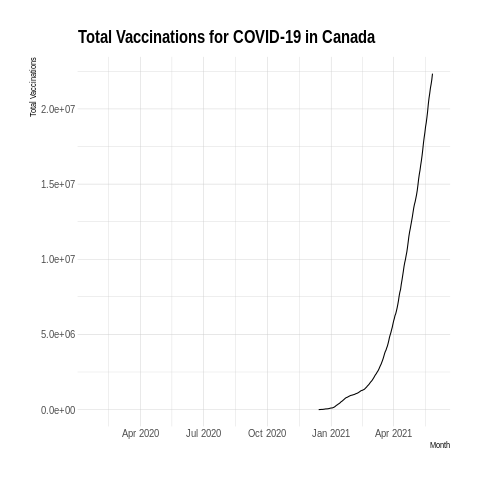 Total Vaccinations for COVID-19 in Canada
Total Vaccinations
2.0e+07
1.5e+07
1.0e+07
5.0e+06
0.0e+00
Apr 2020 Jul 2020 Oct 2020 Jan 2021 Apr 2021
Month